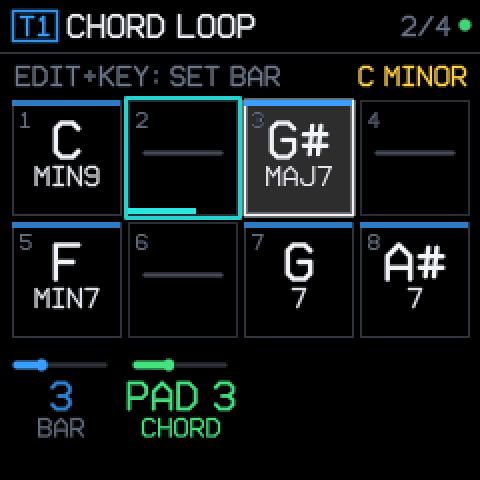 T1 CHORD LOOP 2/4
EDIT+KEY: SET BAR C MINOR
1 2 3 4
C G#
MIN9 MAJ7
5 6 7 8
F G A#
MIN7 7 7
3 PAD 3
BAR CHORD